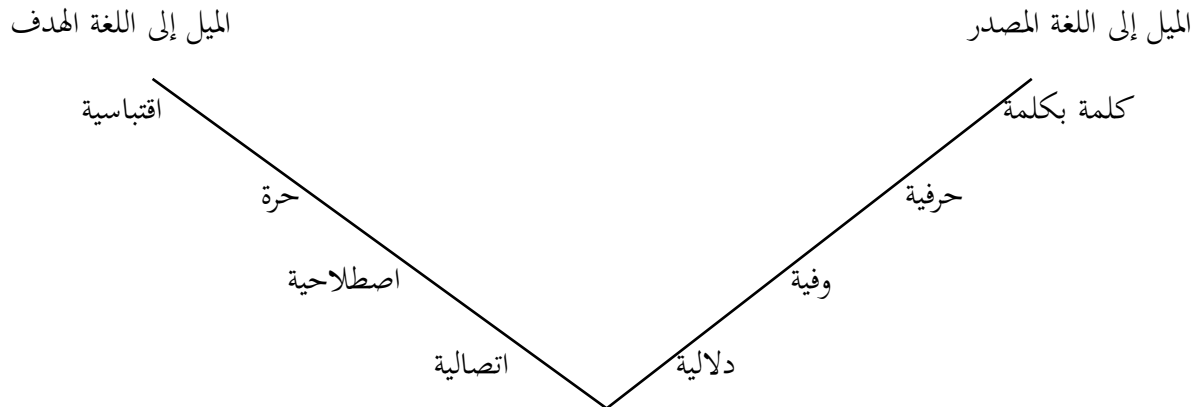 الميل إلى اللغة المصدر
الميل إلى اللغة الهدف
كلمة بكلمة
اقتباسية
حرفية
حرة
وفية
اصطلاحية
دلالية
اتصالية